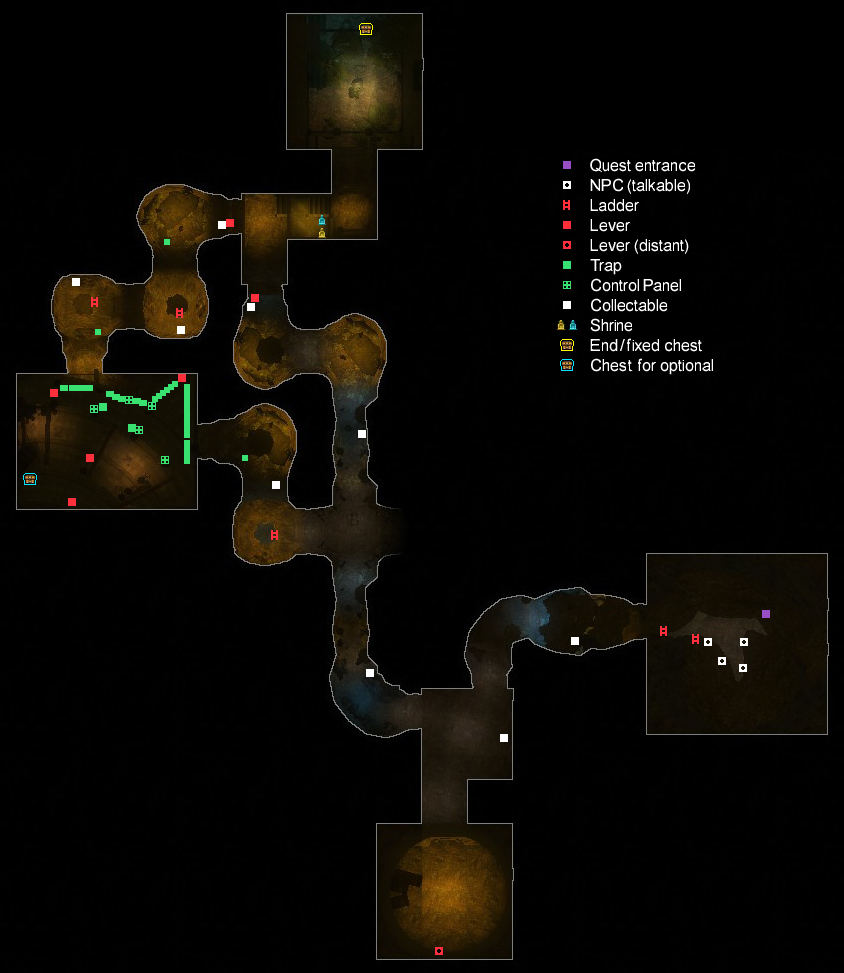 Quest entrance
NPC (talkable)
Ladder
Lever
Lever (distant)
Trap
Control Panel
Collectable
Shrine
End/fixed chest
Chest for optional